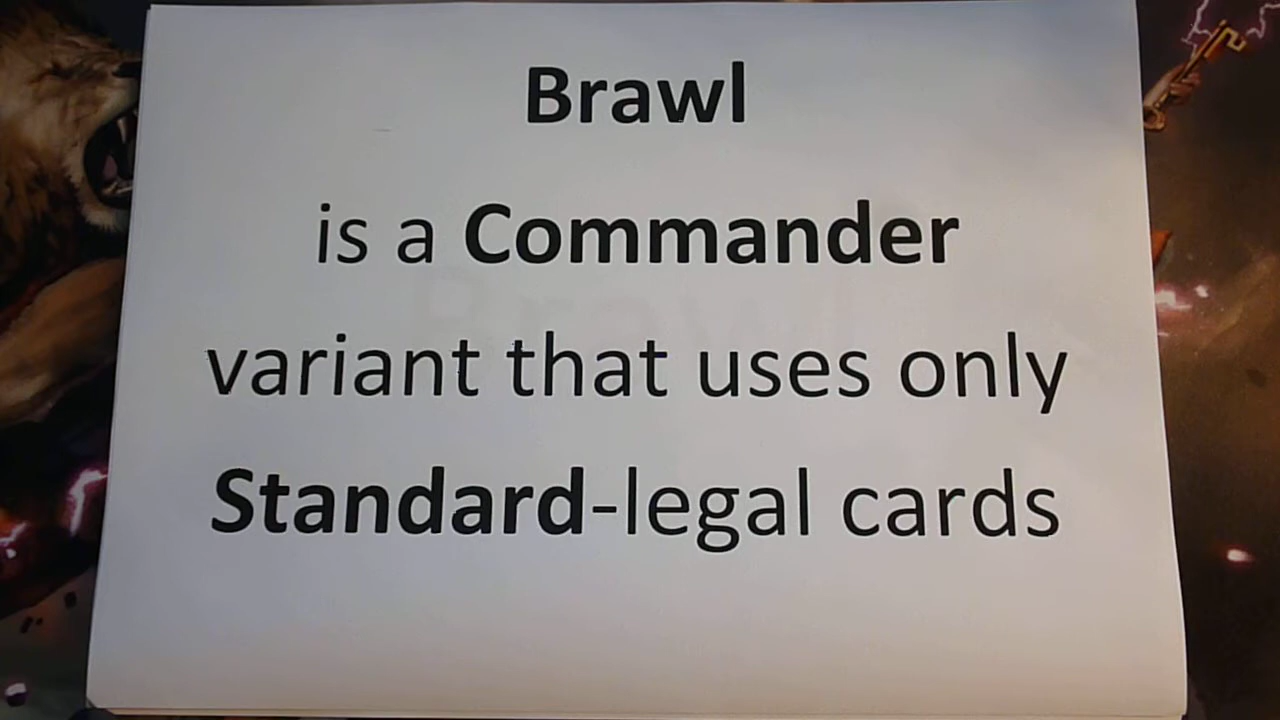 Brawl
is a Commander
variant that uses only
Standard-legal cards